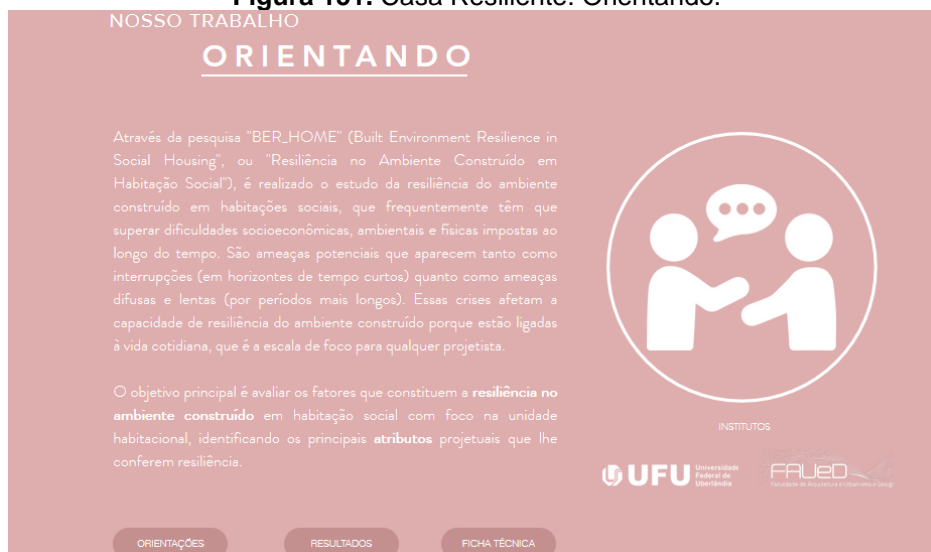 Figura 151. Casa Resiliente: Orientando.
NOSSO TRABALHO
ORIENTANDO
Através da pesquisa "BER_HOME" (Built Environment Resilience in
Social Housing", ou "Resiliência no Ambiente Construído em
Habitação Social"), é realizado o estudo da resiliência do ambiente
construído em habitações sociais, que frequentemente têm que
superar dificuldades socioeconômicas, ambientais e físicas impostas ao
longo do tempo. São ameaças potenciais que aparecem tanto como
interrupções (em horizontes de tempo curtos) quanto como ameaças
difusas e lentas (por períodos mais longos). Essas crises afetam a
capacidade de resiliência do ambiente construído porque estão ligadas
à vida cotidiana, que é a escala de foco para qualquer projetista.
O objetivo principal é avaliar os fatores que constituem a resiliência no
ambiente construído em habitação social com foco na unidade
habitacional, identificando os principais atributos projetuais que lhe
conferem resiliência.
INSTITUTOS
UFU Universidade
Federal de
Uberlândia
FAUeD
Faculdade de Arquitetura e Urbanismo e Design
ORIENTAÇÕES
RESULTADOS
FICHA TÉCNICA